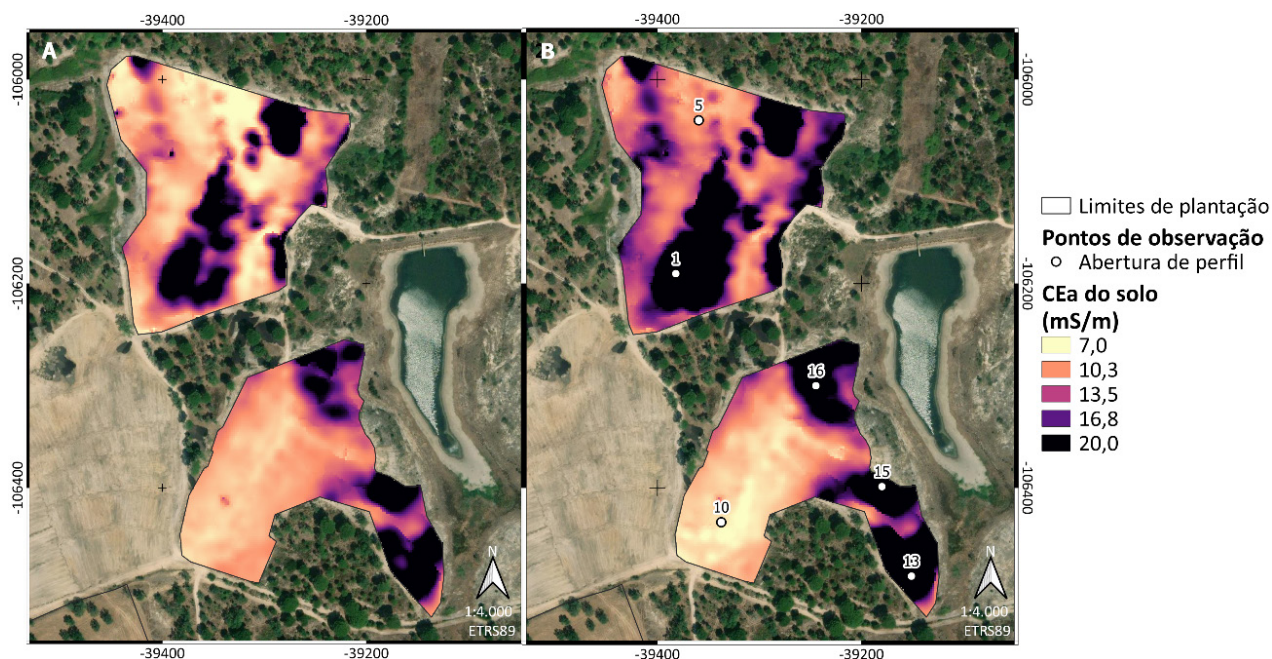 -39400
-39200
-39400
-39200
A
B
-106000
-106000
5
1
-106200
-106200
16
15
-106400
-106400
10
13
N
N
1:4.000
ETRS89
1:4.000
ETRS89
-39400
-39200
-39400
-39200
Limites de plantação
Pontos de observação
Abertura de perfil
CEa do solo
(mS/m)
7,0
10,3
13,5
16,8
20,0